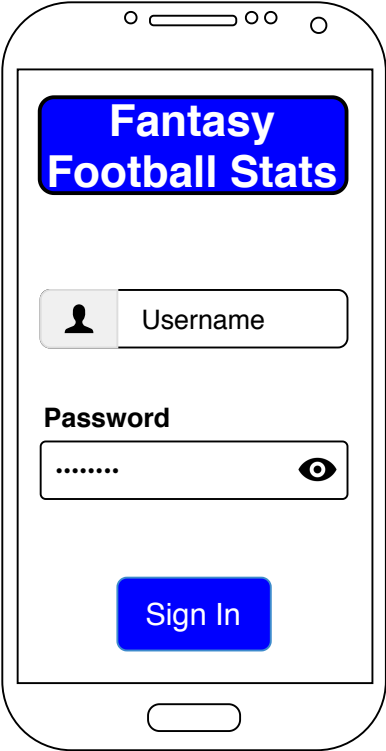 Fantasy
Football Stats
Username
Password
••••••••
Sign In